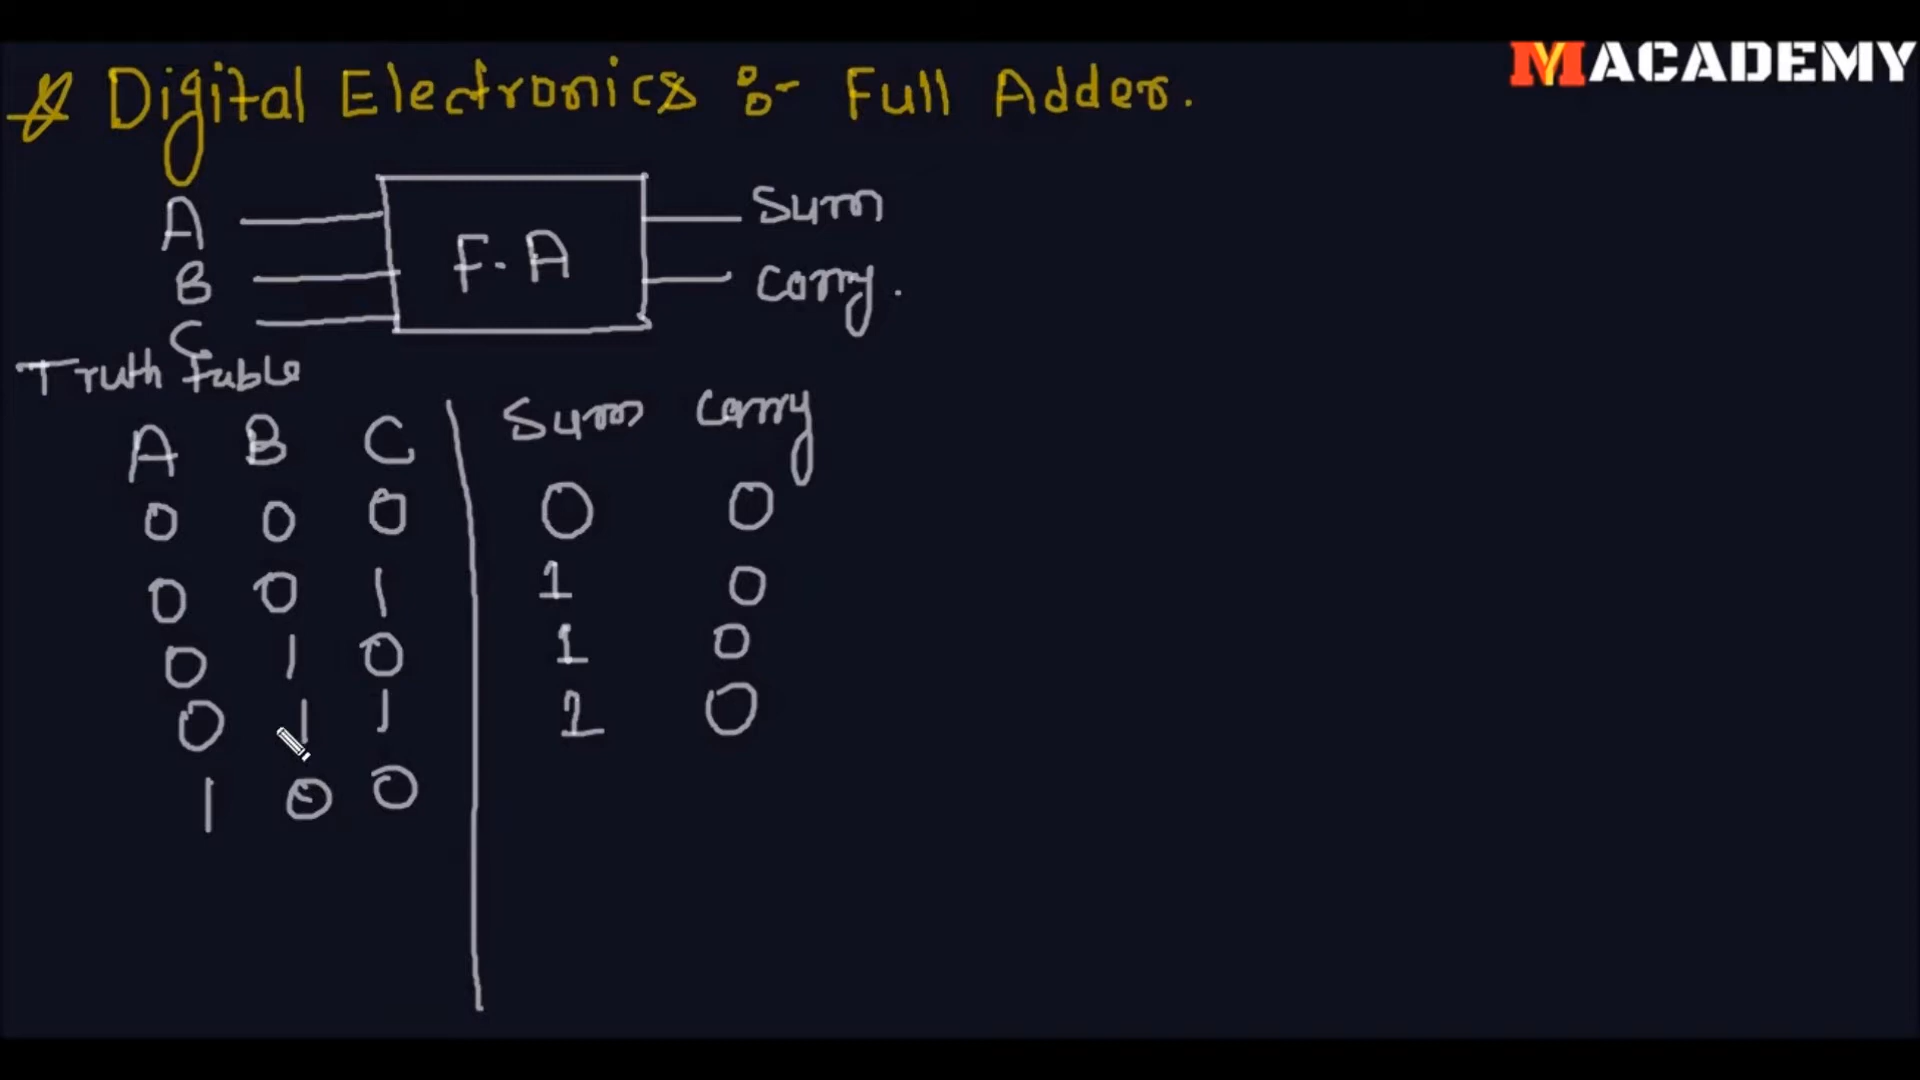 MACADEMY
Digital Electronics :- Full Adder.
A
B
C
F.A
Sum
Carry.
Truth Table
A B C Sum Carry
0 0 0 0 0
0 0 1 1 0
0 1 0 1 0
0 1 1 1 0
1 0 0